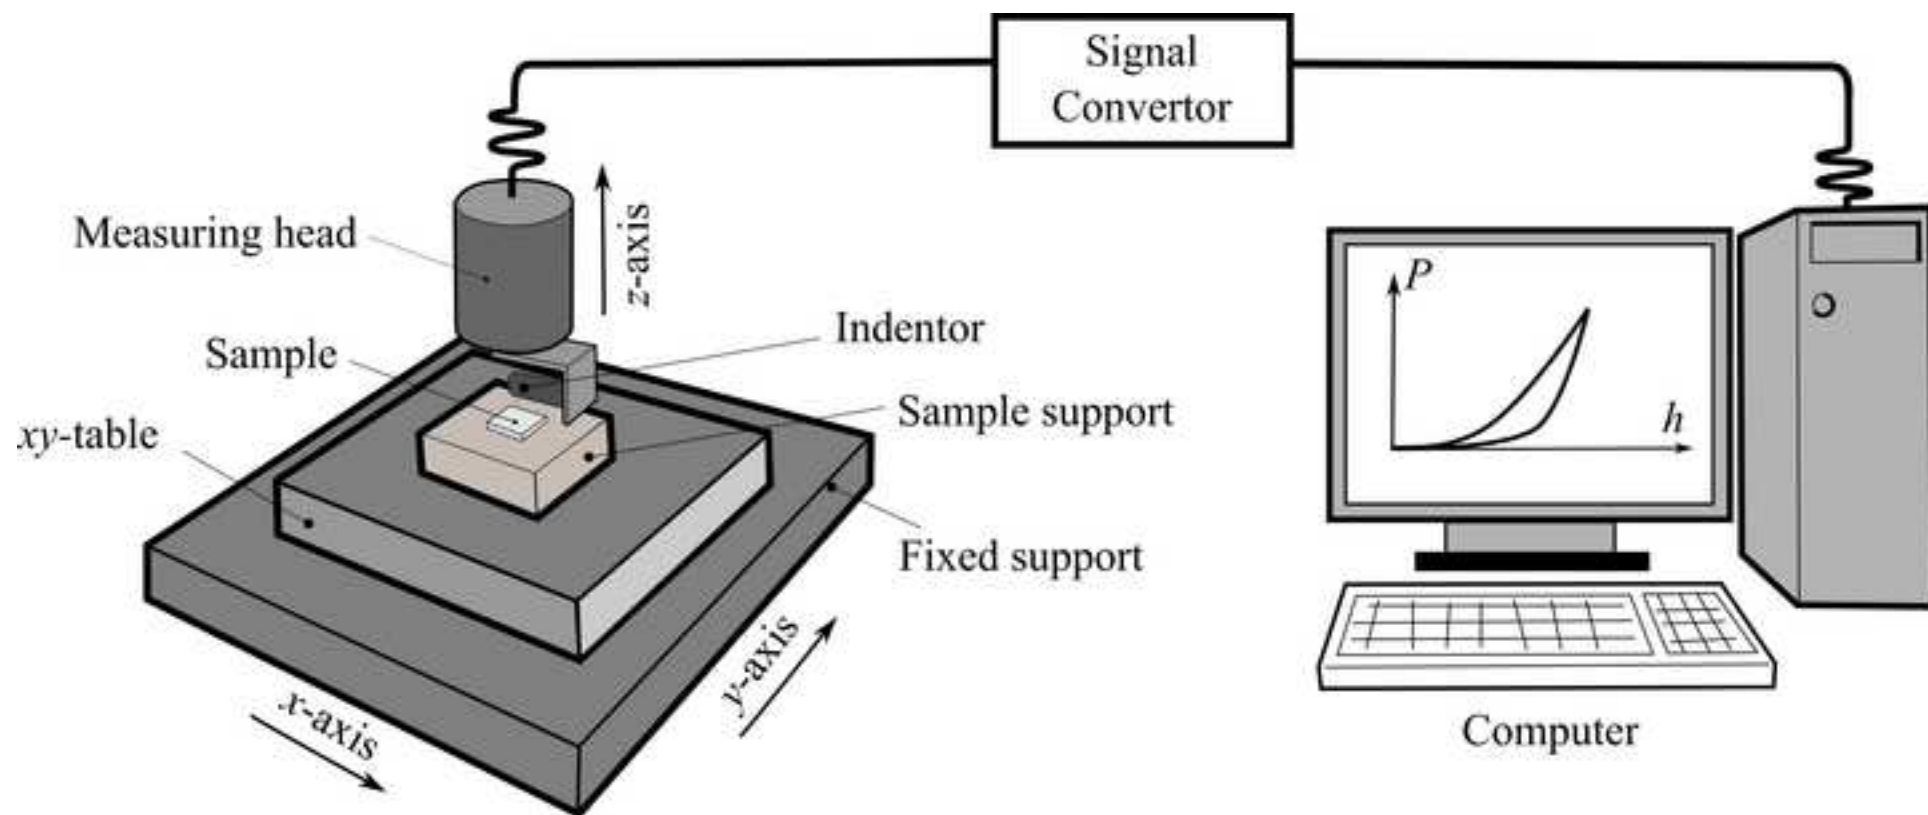 Signal
Convertor
Measuring head
z-axis
P
Indentor
Sample
Sample support
h
xy-table
Fixed support
y-axis
x-axis
Computer